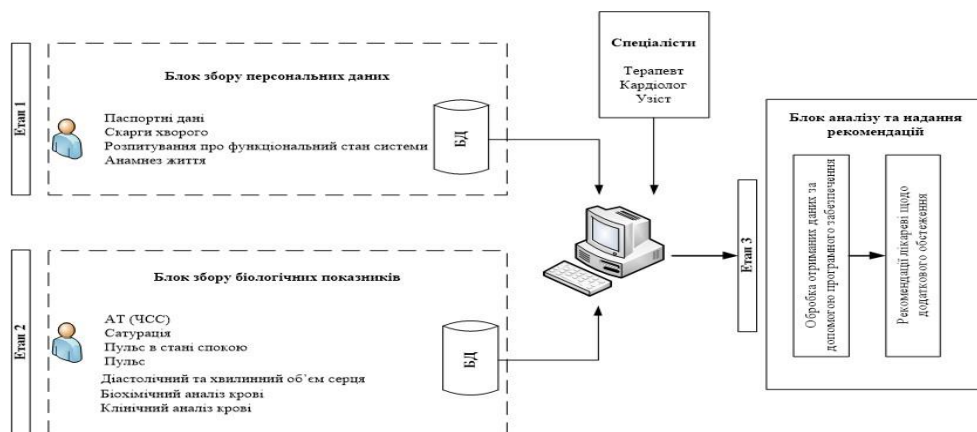 Етап 1
Блок збору персональних даних
Паспортні дані
Скарги хворого
Розпитування про функціональний стан системи
Анамнез життя
БД
Спеціалісти
Терапевт
Кардіолог
Узіст
Етап 2
Блок збору біологічних показників
АТ (ЧСС)
Сатурація
Пульс в стані спокою
Пульс
Діастолічний та хвилинний об’єм серця
Біохімічний аналіз крові
Клінічний аналіз крові
БД
Етап 3
Блок аналізу та надання
рекомендацій
Обробка отриманих даних за
допомогою програмного забезпечення
Рекомендації лікареві щодо
додаткового обстеження